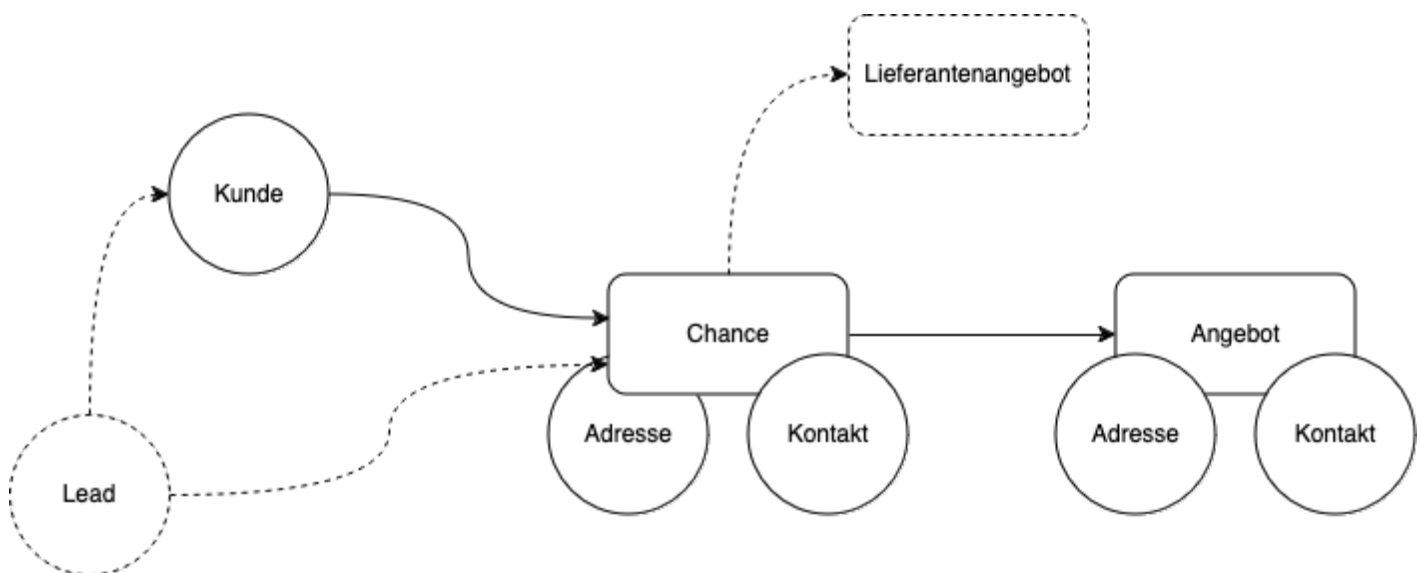 Lieferantenangebot
Kunde
Chance
Angebot
Adresse
Kontakt
Adresse
Kontakt
Lead